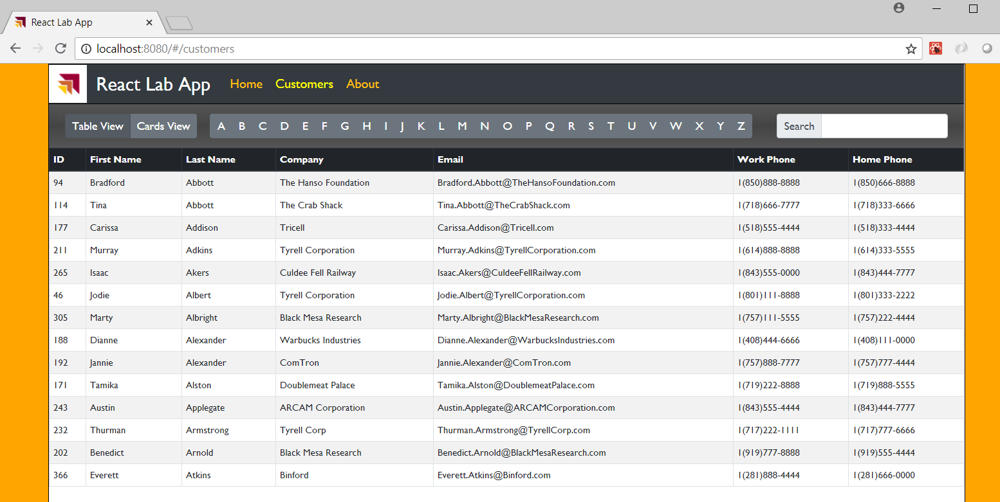 React Lab App
localhost:8080/#/customers
React Lab App Home Customers About
Table View Cards View A B C D E F G H I J K L M N O P Q R S T U V W X Y Z Search
ID First Name Last Name Company Email Work Phone Home Phone
94 Bradford Abbott The Hanso Foundation Bradford.Abbott@TheHansoFoundation.com 1(850)888-8888 1(850)666-8888
114 Tina Abbott The Crab Shack Tina.Abbott@TheCrabShack.com 1(718)666-7777 1(718)333-6666
177 Carissa Addison Tricell Carissa.Addison@Tricell.com 1(518)555-4444 1(518)333-4444
211 Murray Adkins Tyrell Corporation Murray.Adkins@TyrellCorporation.com 1(614)888-8888 1(614)333-5555
265 Isaac Akers Culdee Fell Railway Isaac.Akers@CuldeeFellRailway.com 1(843)555-0000 1(843)444-7777
46 Jodie Albert Tyrell Corporation Jodie.Albert@TyrellCorporation.com 1(801)111-8888 1(801)333-2222
305 Marty Albright Black Mesa Research Marty.Albright@BlackMesaResearch.com 1(757)111-5555 1(757)222-4444
188 Dianne Alexander Warbucks Industries Dianne.Alexander@WarbucksIndustries.com 1(408)444-6666 1(408)111-0000
192 Jannie Alexander ComTron Jannie.Alexander@ComTron.com 1(757)888-7777 1(757)777-4444
171 Tamika Alston Doublemeat Palace Tamika.Alston@DoublemeatPalace.com 1(719)222-8888 1(719)888-5555
243 Austin Applegate ARCAM Corporation Austin.Applegate@ARCAMCorporation.com 1(843)555-4444 1(843)444-7777
232 Thurman Armstrong Tyrell Corp Thurman.Armstrong@TyrellCorp.com 1(717)222-1111 1(717)777-6666
202 Benedict Arnold Black Mesa Research Benedict.Arnold@BlackMesaResearch.com 1(919)777-8888 1(919)555-4444
366 Everett Atkins Binford Everett.Atkins@Binford.com 1(281)888-4444 1(281)666-0000